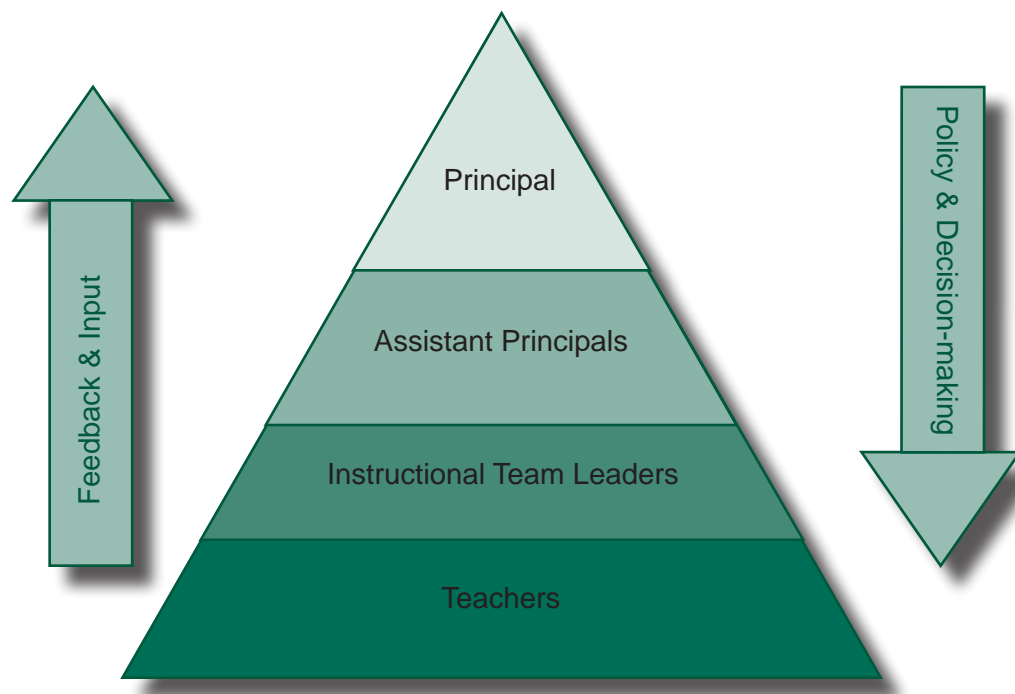 Feedback & Input
Principal
Assistant Principals
Instructional Team Leaders
Teachers
Policy & Decision-making